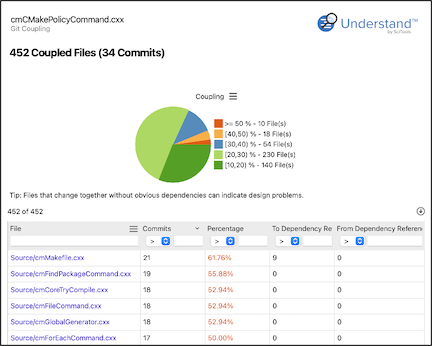 cmCMakePolicyCommand.cxx
Git Coupling
Understand™
by SciTools
452 Coupled Files (34 Commits)
Coupling
>= 50 % - 10 File(s)
[40,50) % - 18 File(s)
[30,40) % - 54 File(s)
[20,30) % - 230 File(s)
[10,20) % - 140 File(s)
Tip: Files that change together without obvious dependencies can indicate design problems.
452 of 452
File Commits Percentage To Dependency Re From Dependency Referenc
> > > >
Source/cmMakefile.cxx 21 61.76% 9 0
Source/cmFindPackageCommand.cxx 19 55.88% 0 0
Source/cmCoreTryCompile.cxx 18 52.94% 0 0
Source/cmFileCommand.cxx 18 52.94% 0 0
Source/cmGlobalGenerator.cxx 18 52.94% 0 0
Source/cmForEachCommand.cxx 17 50.00% 0 0